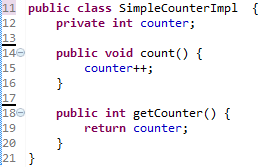 11 public class SimpleCounterImpl  {
12     private int counter;
13
14     public void count() {
15         counter++;
16     }
17
18     public int getCounter() {
19         return counter;
20     }
21 }